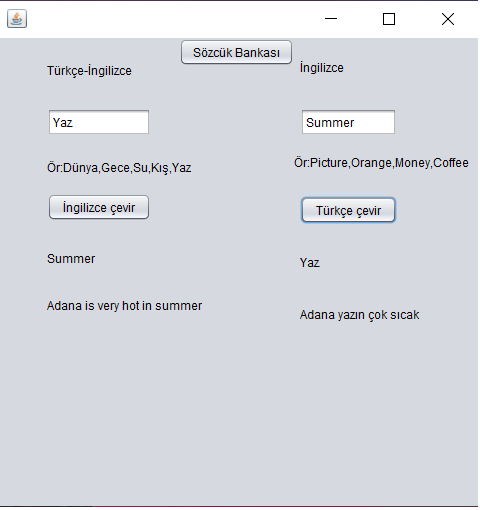 Sözcük Bankası
Türkçe-İngilizce
İngilizce
Yaz
Summer
Ör:Dünya,Gece,Su,Kış,Yaz
Ör:Picture,Orange,Money,Coffee
İngilizce çevir
Türkçe çevir
Summer
Yaz
Adana is very hot in summer
Adana yazın çok sıcak